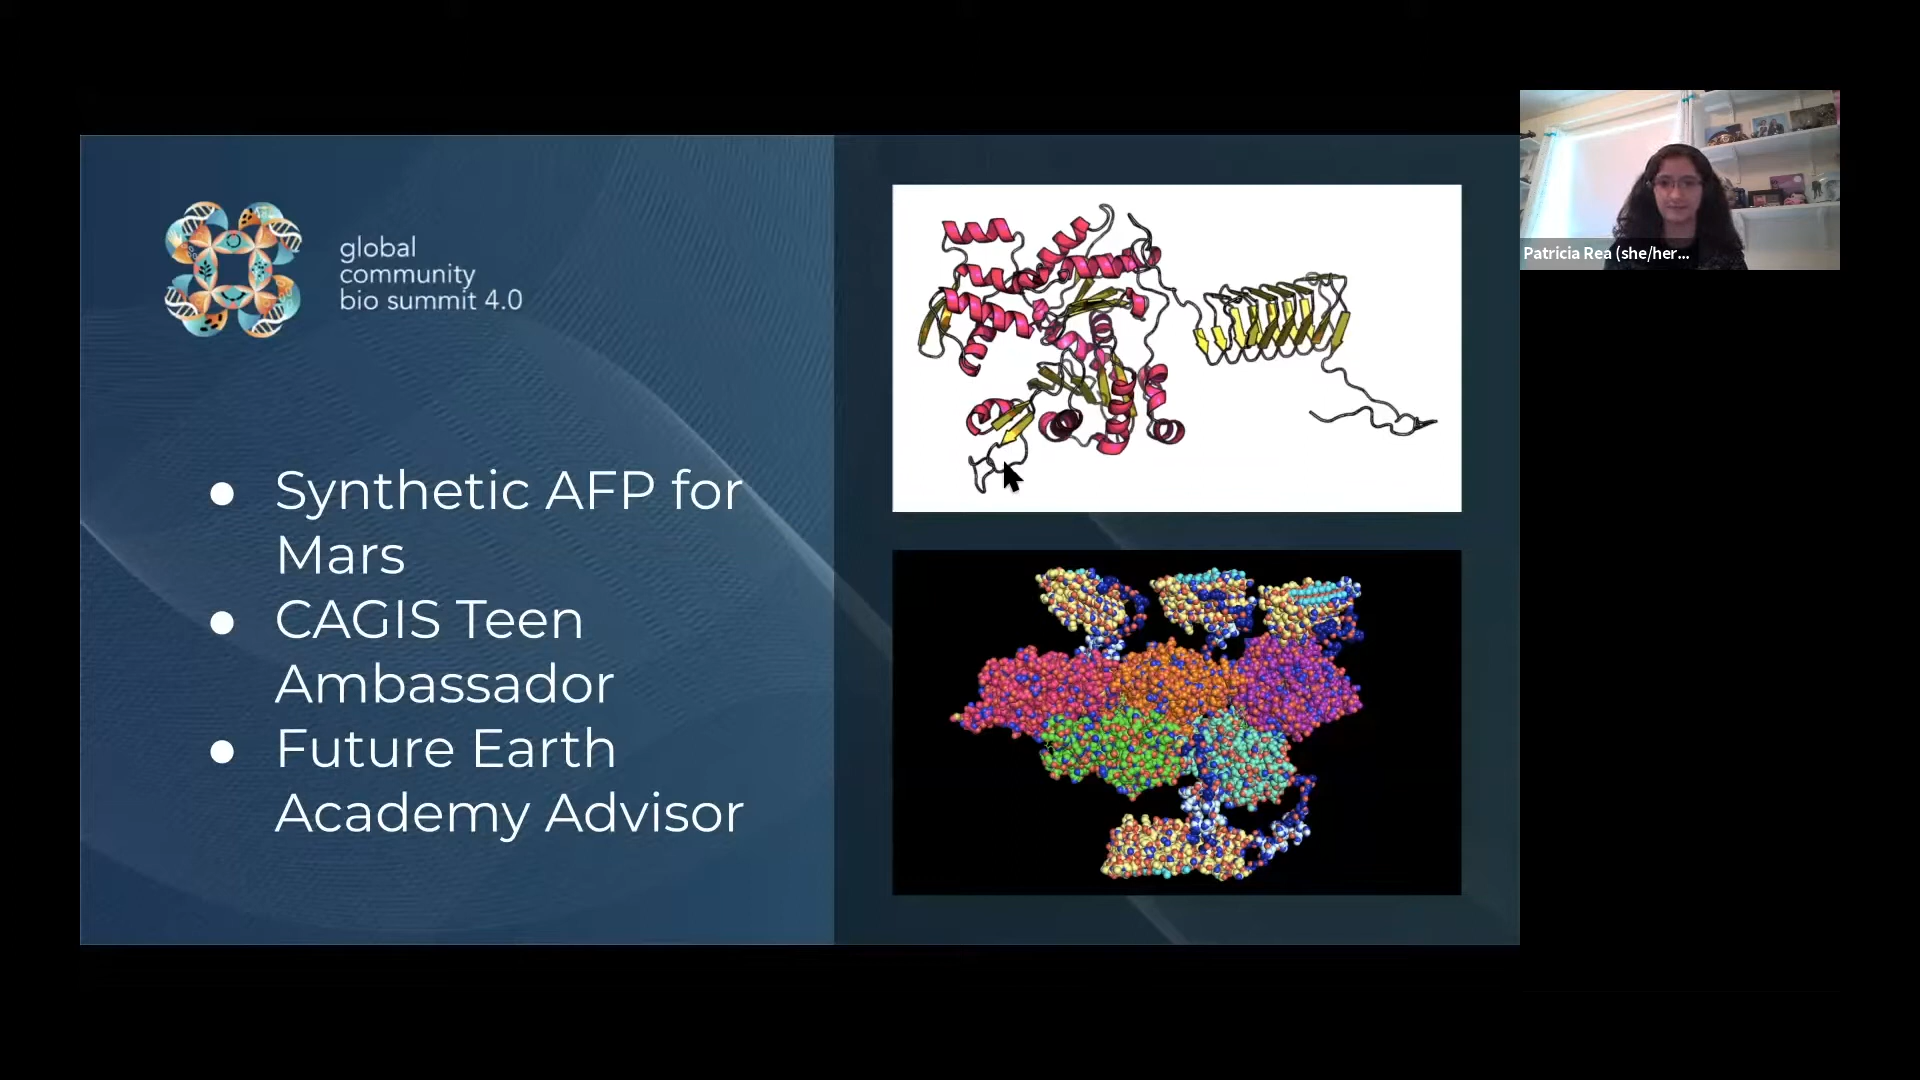 global
community
bio summit 4.0
● Synthetic AFP for
Mars
● CAGIS Teen
Ambassador
● Future Earth
Academy Advisor
Patricia Rea (she/her...